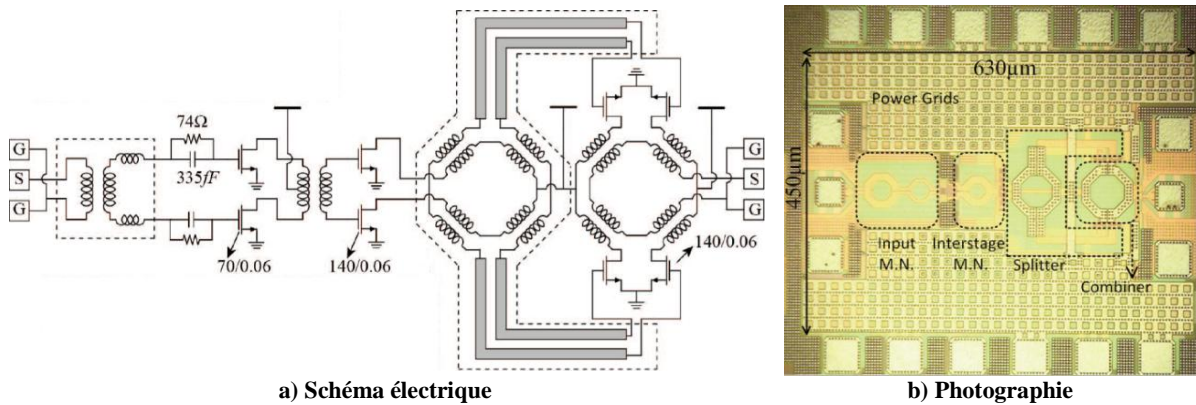 G
S
G
74Ω
335fF
70/0.06
140/0.06
140/0.06
G
S
G
a) Schéma électrique
630µm
450µm
Power Grids
Input
M.N.
Interstage
M.N.
Splitter
Combiner
b) Photographie